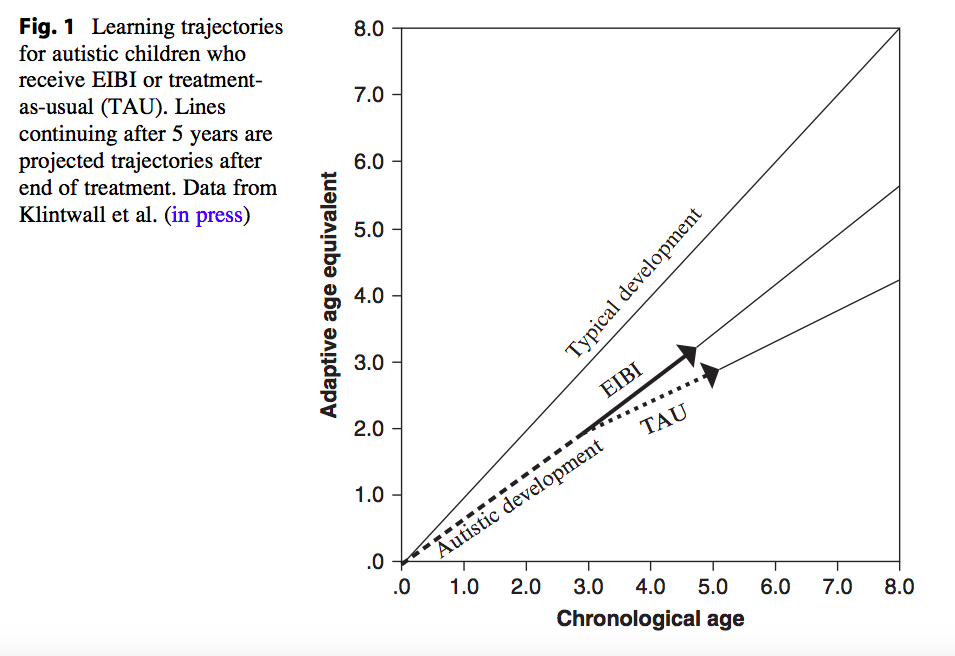 Fig. 1 Learning trajectories
for autistic children who
receive EIBI or treatment-
as-usual (TAU). Lines
continuing after 5 years are
projected trajectories after
end of treatment. Data from
Klintwall et al. (in press)
Adaptive age equivalent
8.0
7.0
6.0
5.0
4.0
3.0
2.0
1.0
.0
Typical development
EIBI
TAU
Autistic development
.0 1.0 2.0 3.0 4.0 5.0 6.0 7.0 8.0
Chronological age